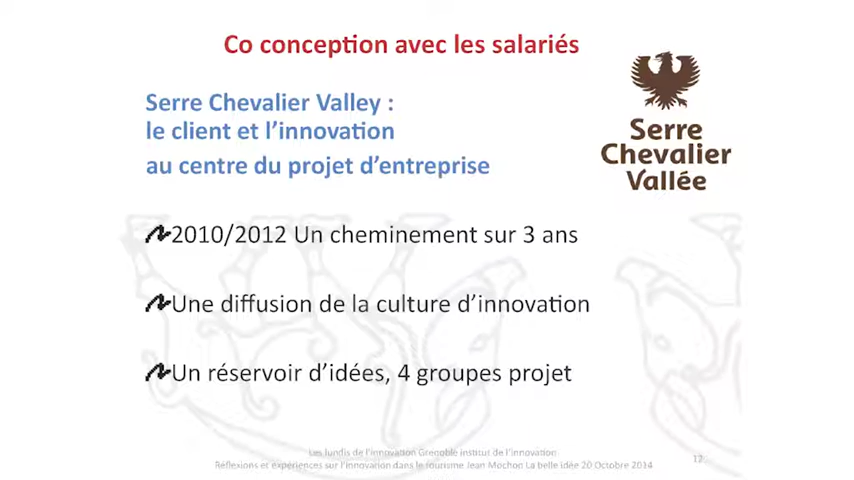 Co conception avec les salariés
Serre Chevalier Valley :
le client et l'innovation
au centre du projet d'entreprise
Serre
Chevalier
Vallée
2010/2012 Un cheminement sur 3 ans
Une diffusion de la culture d'innovation
Un réservoir d'idées, 4 groupes projet
Les lundis de l'innovation Grenoble institut de l'innovation
Réflexions et expériences sur l'innovation dans le tourisme Jean Mochon La belle idée 20 Octobre 2014
12